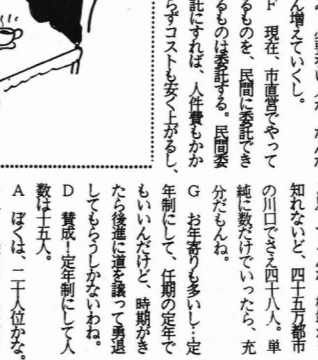 ん増えていくし。
F　現在、市直営でやって
るものを、民間に委託でき
るものは委託する。民間委
託にすれば、人件費もかか
らずコストも安く上がるし、
知れないど、四十五万都市
の川口でさえ四十八人。単
純に数だけでいったら、充
分だもんね。
G　お年寄りも多いし…定
年制にして、任期の定年で
もいいんだけど、時期がき
たら後進に道を譲って勇退
してもらうしかないわね。
D　賛成！定年制にして人
数は十五人。
A　ぼくは、二十人位かな。